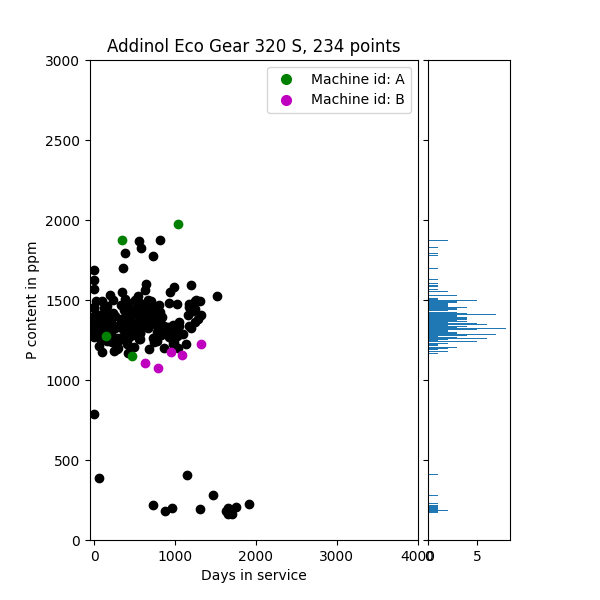 Addinol Eco Gear 320 S, 234 points
Machine id: A
Machine id: B
P content in ppm
3000
2500
2000
1500
1000
500
0
0
1000
2000
3000
4000
0
5
Days in service